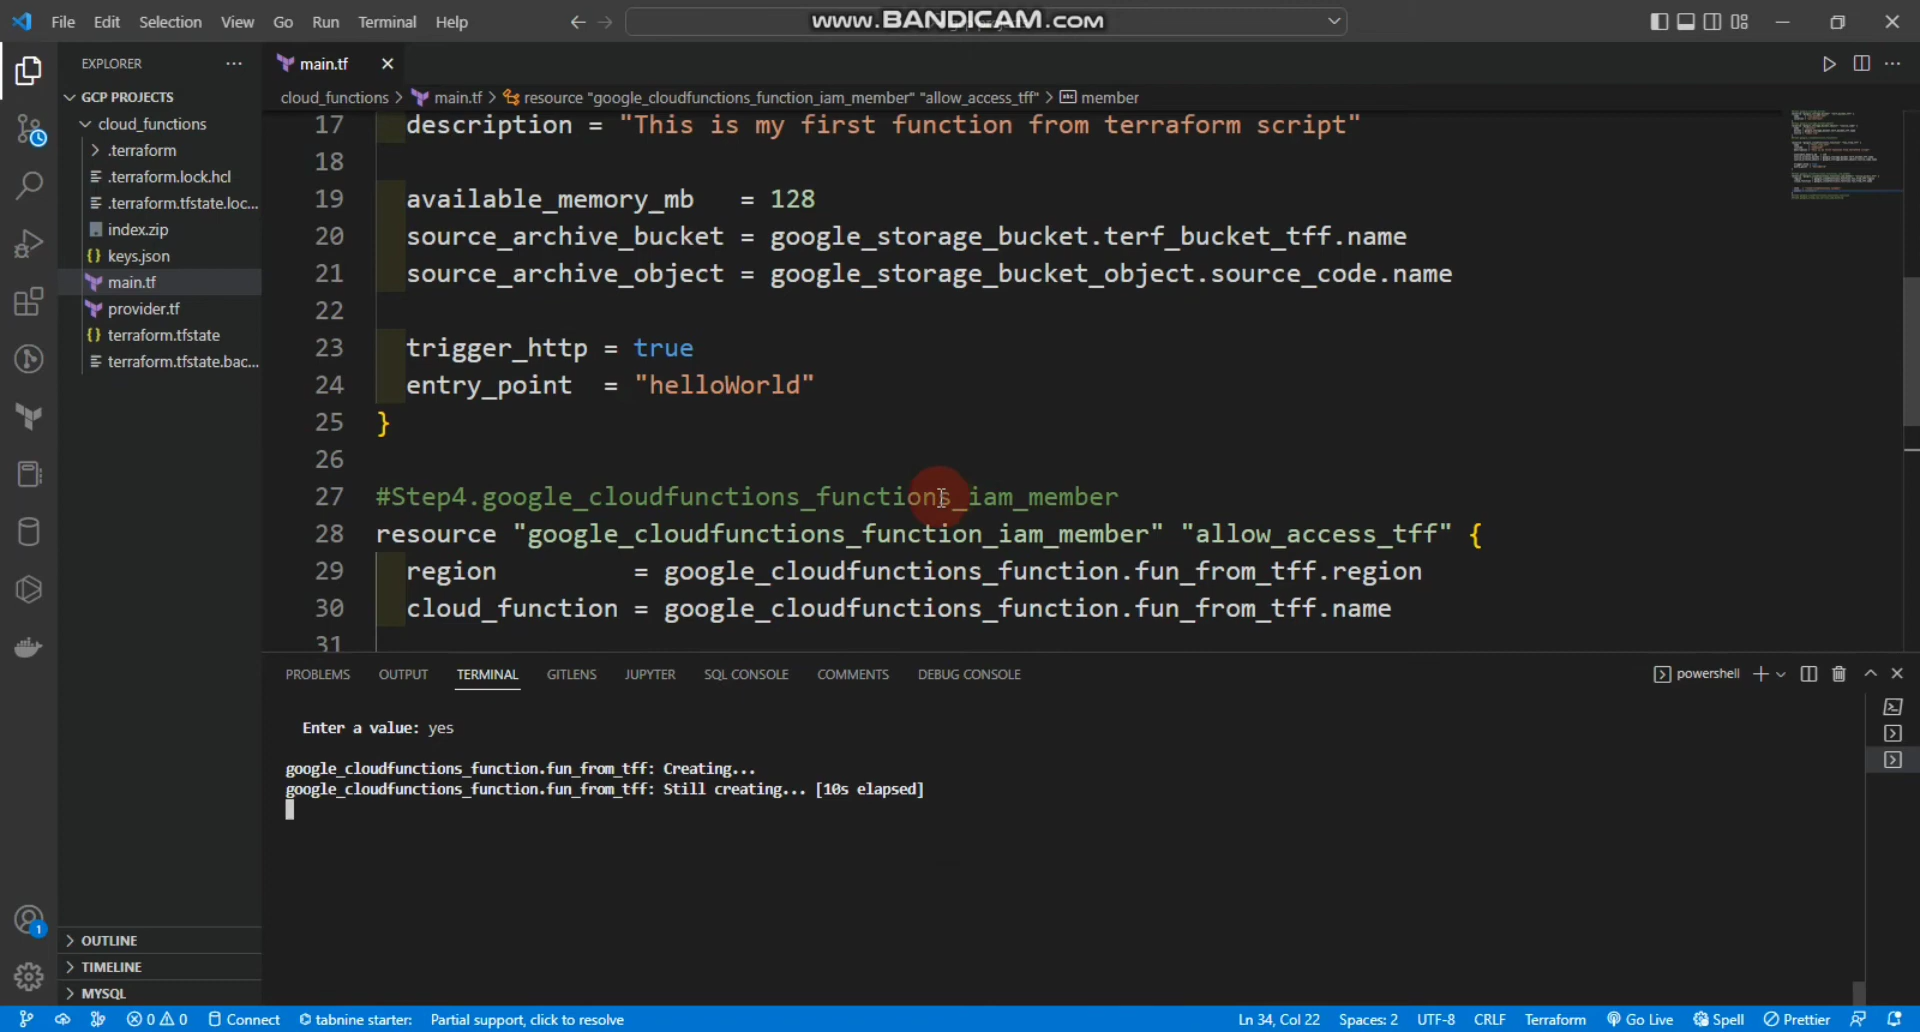 File Edit Selection View Go Run Terminal Help
www.BANDICAM.com
EXPLORER
GCP PROJECTS
cloud_functions
.terraform
.terraform.lock.hcl
.terraform.tfstate.loc...
index.zip
keys.json
main.tf
provider.tf
terraform.tfstate
terraform.tfstate.bac...
OUTLINE
TIMELINE
MYSQL
main.tf
cloud_functions > main.tf > resource "google_cloudfunctions_function_iam_member" "allow_access_tff" > member
17 description = "This is my first function from terraform script"
18
19 available_memory_mb = 128
20 source_archive_bucket = google_storage_bucket.terf_bucket_tff.name
21 source_archive_object = google_storage_bucket_object.source_code.name
22
23 trigger_http = true
24 entry_point = "helloWorld"
25 }
26
27 #Step4.google_cloudfunctions_functions_iam_member
28 resource "google_cloudfunctions_function_iam_member" "allow_access_tff" {
29 region = google_cloudfunctions_function.fun_from_tff.region
30 cloud_function = google_cloudfunctions_function.fun_from_tff.name
31
PROBLEMS OUTPUT TERMINAL GITLENS JUPYTER SQL CONSOLE COMMENTS DEBUG CONSOLE
powershell
Enter a value: yes
google_cloudfunctions_function.fun_from_tff: Creating...
google_cloudfunctions_function.fun_from_tff: Still creating... [10s elapsed]
1
0 0 Connect tabnine starter: Partial support, click to resolve Ln 34, Col 22 Spaces: 2 UTF-8 CRLF Terraform Go Live Spell Prettier